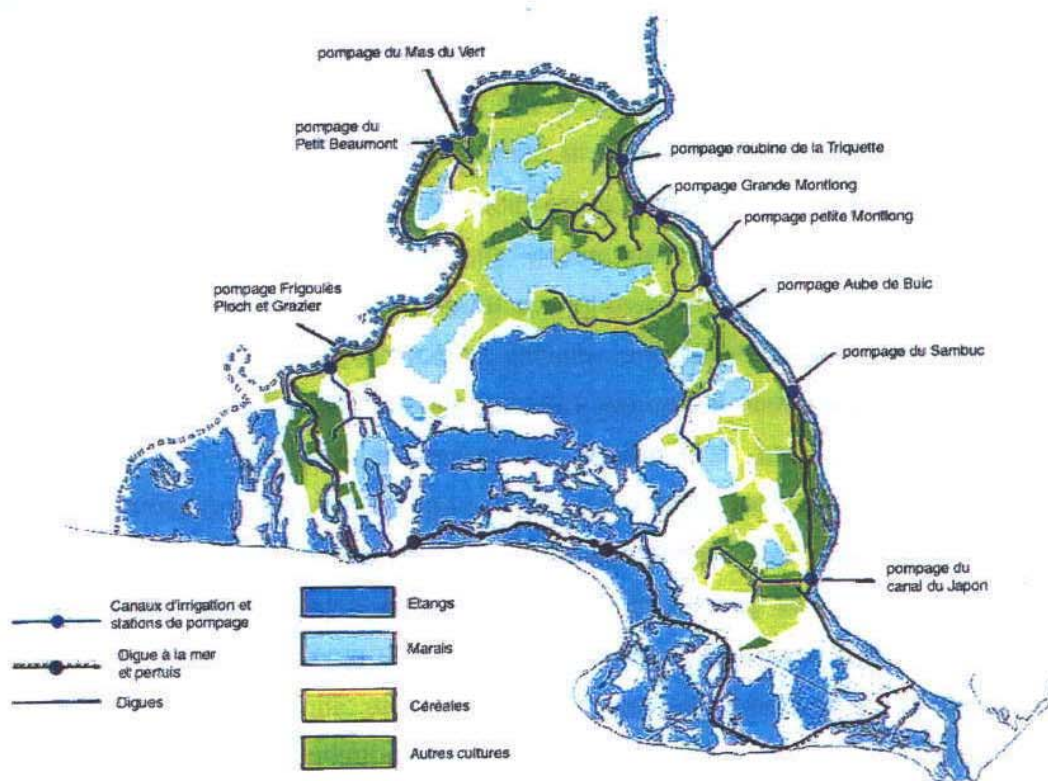 pompage du Mas du Vert
pompage du
Petit Beaumont
pompage roubine de la Triquette
pompage Grande Montlong
pompage petite Montlong
pompage Frigoulès
Ploch et Grazier
pompage Aube de Buic
pompage du Sambuc
pompage du
canal du Japon
Canaux d'irrigation et
stations de pompage
Digue à la mer
et pertuis
Digues
Etangs
Marais
Céréales
Autres cultures